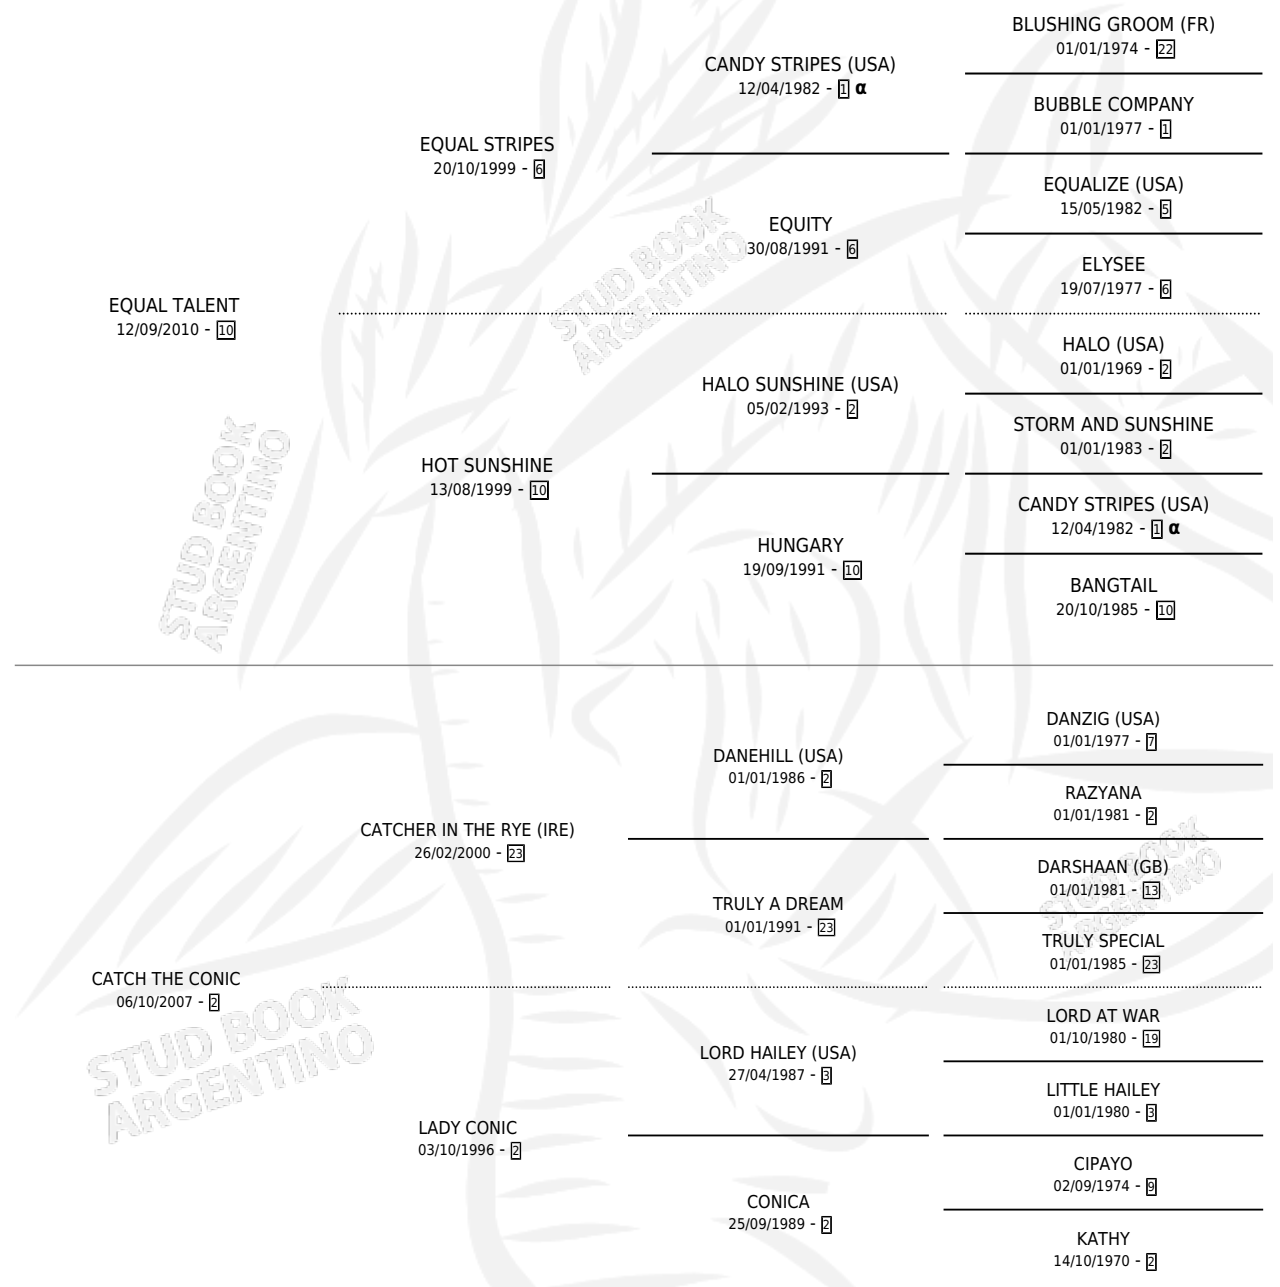 BLUSHING GROOM (FR)
01/01/1974 - 22
CANDY STRIPES (USA)
12/04/1982 - 1 α
BUBBLE COMPANY
01/01/1977 - 1
EQUAL STRIPES
20/10/1999 - 6
EQUALIZE (USA)
15/05/1982 - 5
EQUITY
30/08/1991 - 6
ELYSEE
19/07/1977 - 6
EQUAL TALENT
12/09/2010 - 10
HALO (USA)
01/01/1969 - 2
HALO SUNSHINE (USA)
05/02/1993 - 2
STORM AND SUNSHINE
01/01/1983 - 2
HOT SUNSHINE
13/08/1999 - 10
CANDY STRIPES (USA)
12/04/1982 - 1 α
HUNGARY
19/09/1991 - 10
BANGTAIL
20/10/1985 - 10
DANZIG (USA)
01/01/1977 - 7
DANEHILL (USA)
01/01/1986 - 2
RAZYANA
01/01/1981 - 2
CATCHER IN THE RYE (IRE)
26/02/2000 - 23
DARSHAAN (GB)
01/01/1981 - 13
TRULY A DREAM
01/01/1991 - 23
TRULY SPECIAL
01/01/1985 - 23
CATCH THE CONIC
06/10/2007 - 2
LORD AT WAR
01/10/1980 - 19
LORD HAILEY (USA)
27/04/1987 - 3
LITTLE HAILEY
01/01/1980 - 3
LADY CONIC
03/10/1996 - 2
CIPAYO
02/09/1974 - 9
CONICA
25/09/1989 - 2
KATHY
14/10/1970 - 2
STUD BOOK
ARGENTINO
STUD BOOK
ARGENTINO
STUD BOOK
ARGENTINO
STUD BOOK
ARGENTINO